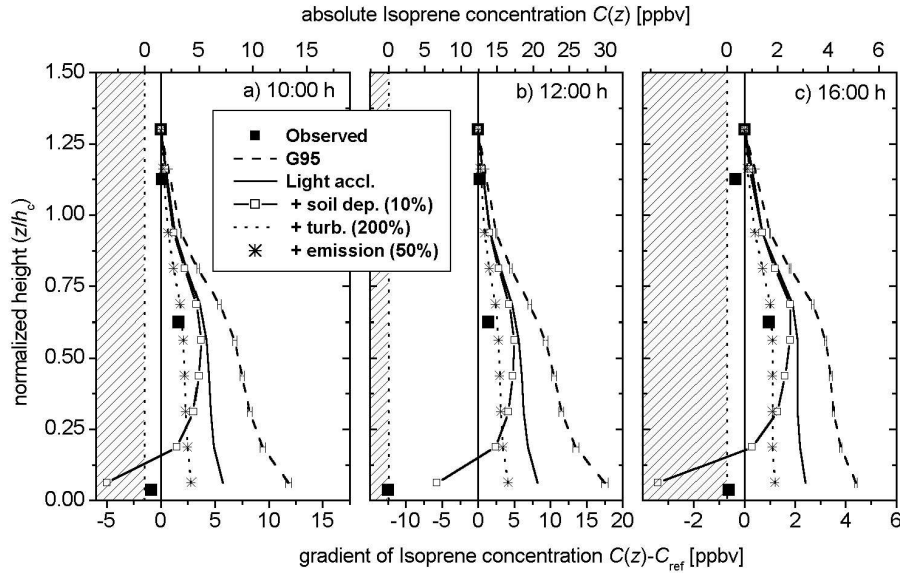 absolute Isoprene concentration C(z) [ppbv]
0 5 10 15 0 5 10 15 20 25 30 0 2 4 6
1.50
1.25
1.00
0.75
0.50
0.25
0.00
normalized height (z/h_c)
a) 10:00 h
b) 12:00 h
c) 16:00 h
Observed
G95
Light accl.
+ soil dep. (10%)
+ turb. (200%)
+ emission (50%)
-5 0 5 10 15 -10 -5 0 5 10 15 20 -2 0 2 4 6
gradient of Isoprene concentration C(z)-C_ref [ppbv]